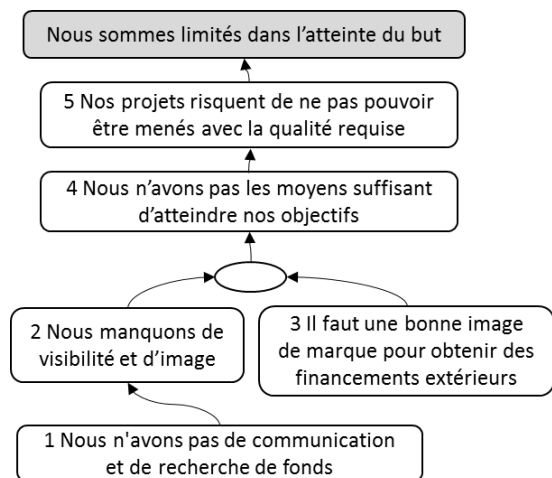 Nous sommes limités dans l’atteinte du but
5 Nos projets risquent de ne pas pouvoir
être menés avec la qualité requise
4 Nous n’avons pas les moyens suffisant
d’atteindre nos objectifs
2 Nous manquons de
visibilité et d’image
3 Il faut une bonne image
de marque pour obtenir des
financements extérieurs
1 Nous n'avons pas de communication
et de recherche de fonds